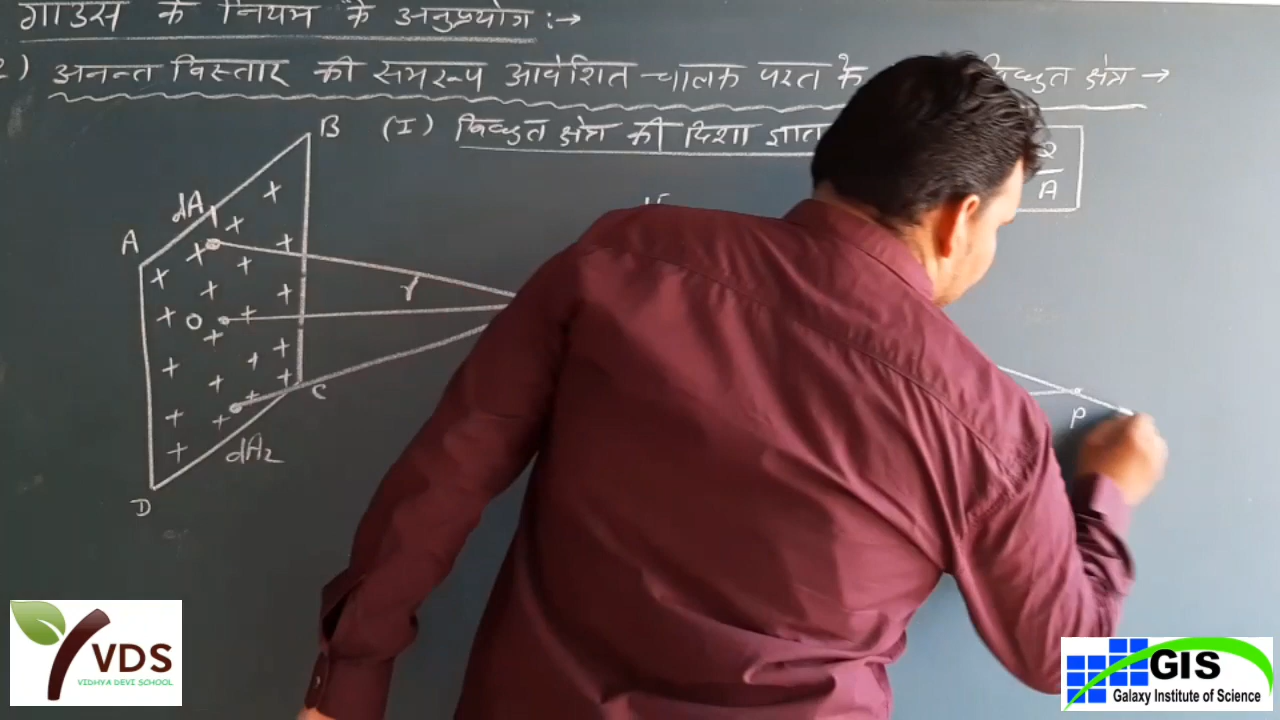 गाउस के नियम के अनुप्रयोग :→
2) अनन्त विस्तार की समरूप आवेशित चालक परत के विद्युत क्षेत्र →
B (I) विद्युत क्षेत्र की दिशा ज्ञात
A
dA1
A
r
O
C
P
dA2
D
VDS
VIDHYA DEVI SCHOOL
GIS
Galaxy Institute of Science